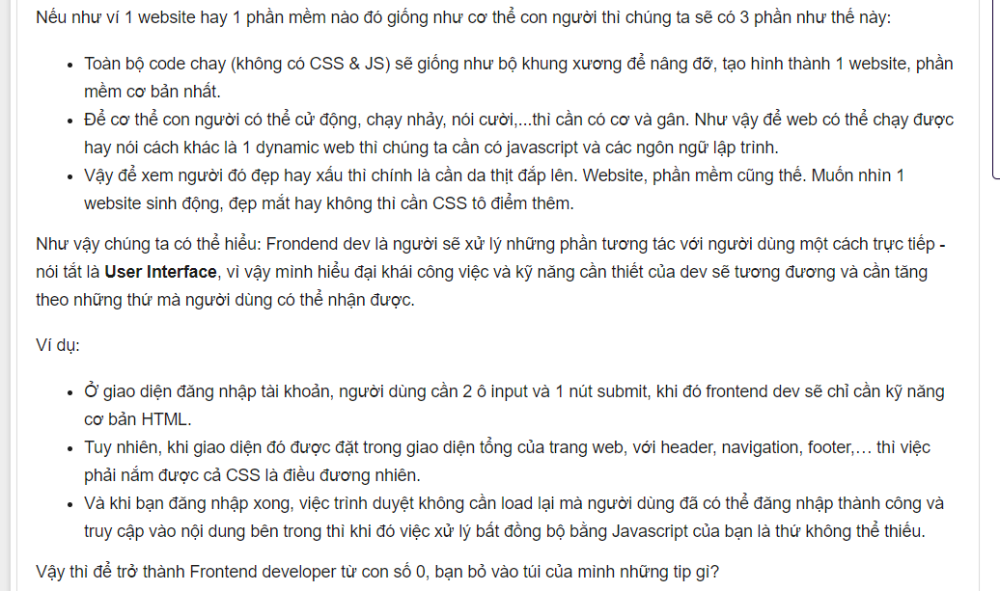 Nếu như ví 1 website hay 1 phần mềm nào đó giống như cơ thể con người thì chúng ta sẽ có 3 phần như thế này:
• Toàn bộ code chay (không có CSS & JS) sẽ giống như bộ khung xương để nâng đỡ, tạo hình thành 1 website, phần
mềm cơ bản nhất.
• Để cơ thể con người có thể cử động, chạy nhảy, nói cười,...thì cần có cơ và gân. Như vậy để web có thể chạy được
hay nói cách khác là 1 dynamic web thì chúng ta cần có javascript và các ngôn ngữ lập trình.
• Vậy để xem người đó đẹp hay xấu thì chính là cần da thịt đắp lên. Website, phần mềm cũng thế. Muốn nhìn 1
website sinh động, đẹp mắt hay không thì cần CSS tô điểm thêm.
Như vậy chúng ta có thể hiểu: Frondend dev là người sẽ xử lý những phần tương tác với người dùng một cách trực tiếp -
nói tắt là User Interface, vì vậy mình hiểu đại khái công việc và kỹ năng cần thiết của dev sẽ tương đương và cần tăng
theo những thứ mà người dùng có thể nhận được.
Ví dụ:
• Ở giao diện đăng nhập tài khoản, người dùng cần 2 ô input và 1 nút submit, khi đó frontend dev sẽ chỉ cần kỹ năng
cơ bản HTML.
• Tuy nhiên, khi giao diện đó được đặt trong giao diện tổng của trang web, với header, navigation, footer,… thì việc
phải nắm được cả CSS là điều đương nhiên.
• Và khi bạn đăng nhập xong, việc trình duyệt không cần load lại mà người dùng đã có thể đăng nhập thành công và
truy cập vào nội dung bên trong thì khi đó việc xử lý bất đồng bộ bằng Javascript của bạn là thứ không thể thiếu.
Vậy thì để trở thành Frontend developer từ con số 0, bạn bỏ vào túi của mình những tip gì?